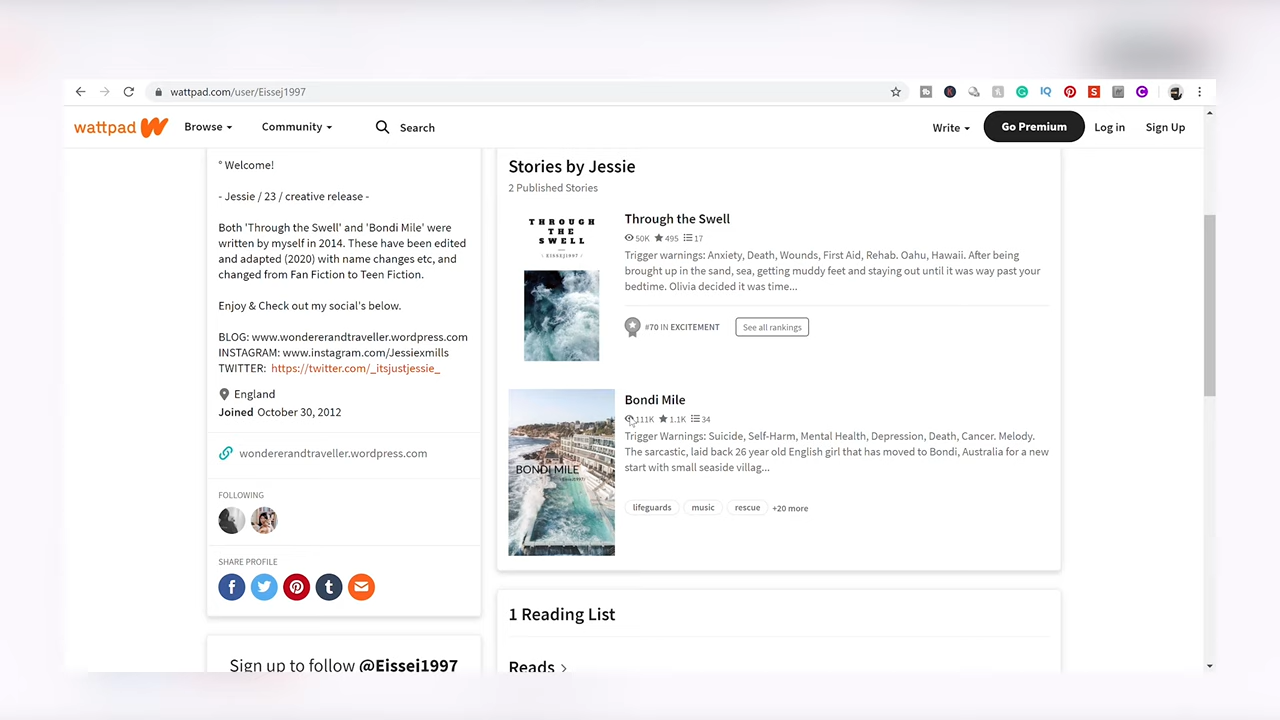 wattpad.com/user/Eissej1997
wattpad
Browse
Community
Search
Write
Go Premium
Log in
Sign Up
° Welcome!
- Jessie / 23 / creative release -
Both 'Through the Swell' and 'Bondi Mile' were
written by myself in 2014. These have been edited
and adapted (2020) with name changes etc, and
changed from Fan Fiction to Teen Fiction.
Enjoy & Check out my social's below.
BLOG: www.wondererandtraveller.wordpress.com
INSTAGRAM: www.instagram.com/Jessiexmills
TWITTER: https://twitter.com/_itsjustjessie_
England
Joined October 30, 2012
wondererandtraveller.wordpress.com
FOLLOWING
SHARE PROFILE
Sign up to follow @Eissej1997
Stories by Jessie
2 Published Stories
THROUGH
THE
SWELL
EISSEJ1997
Through the Swell
50K 495 17
Trigger warnings: Anxiety, Death, Wounds, First Aid, Rehab. Oahu, Hawaii. After being
brought up in the sand, sea, getting muddy feet and staying out until it was way past your
bedtime. Olivia decided it was time...
#70 IN EXCITEMENT See all rankings
BONDI MILE
Bondi Mile
111K 1.1K 34
Trigger Warnings: Suicide, Self-Harm, Mental Health, Depression, Death, Cancer. Melody.
The sarcastic, laid back 26 year old English girl that has moved to Bondi, Australia for a new
start with small seaside villag...
lifeguards music rescue +20 more
1 Reading List
Reads